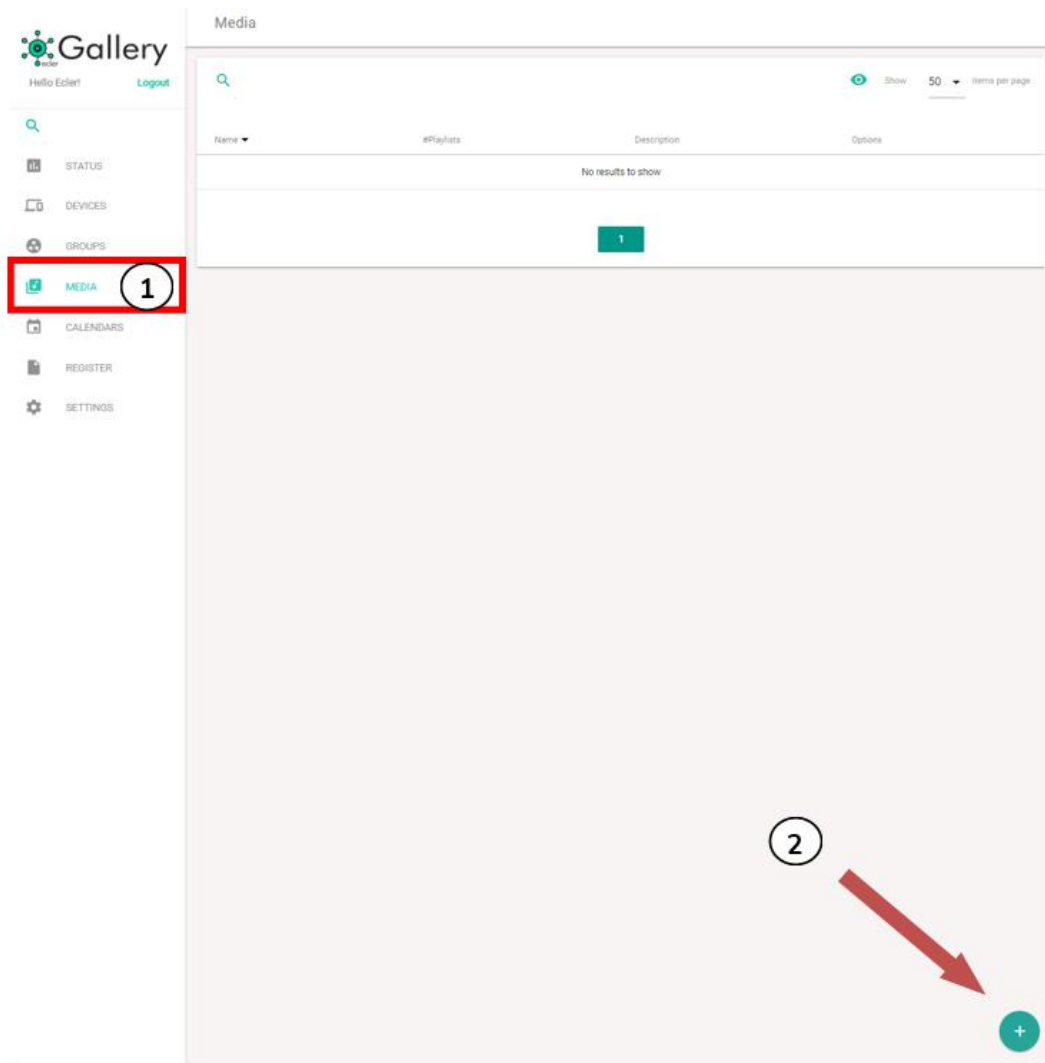 Media
Gallery
ecler
Hello Ecler!
Logout
Show 50 items per page
STATUS
Name
#Playlists
Description
Options
No results to show
DEVICES
1
GROUPS
MEDIA
1
CALENDARS
REGISTER
SETTINGS
2
+